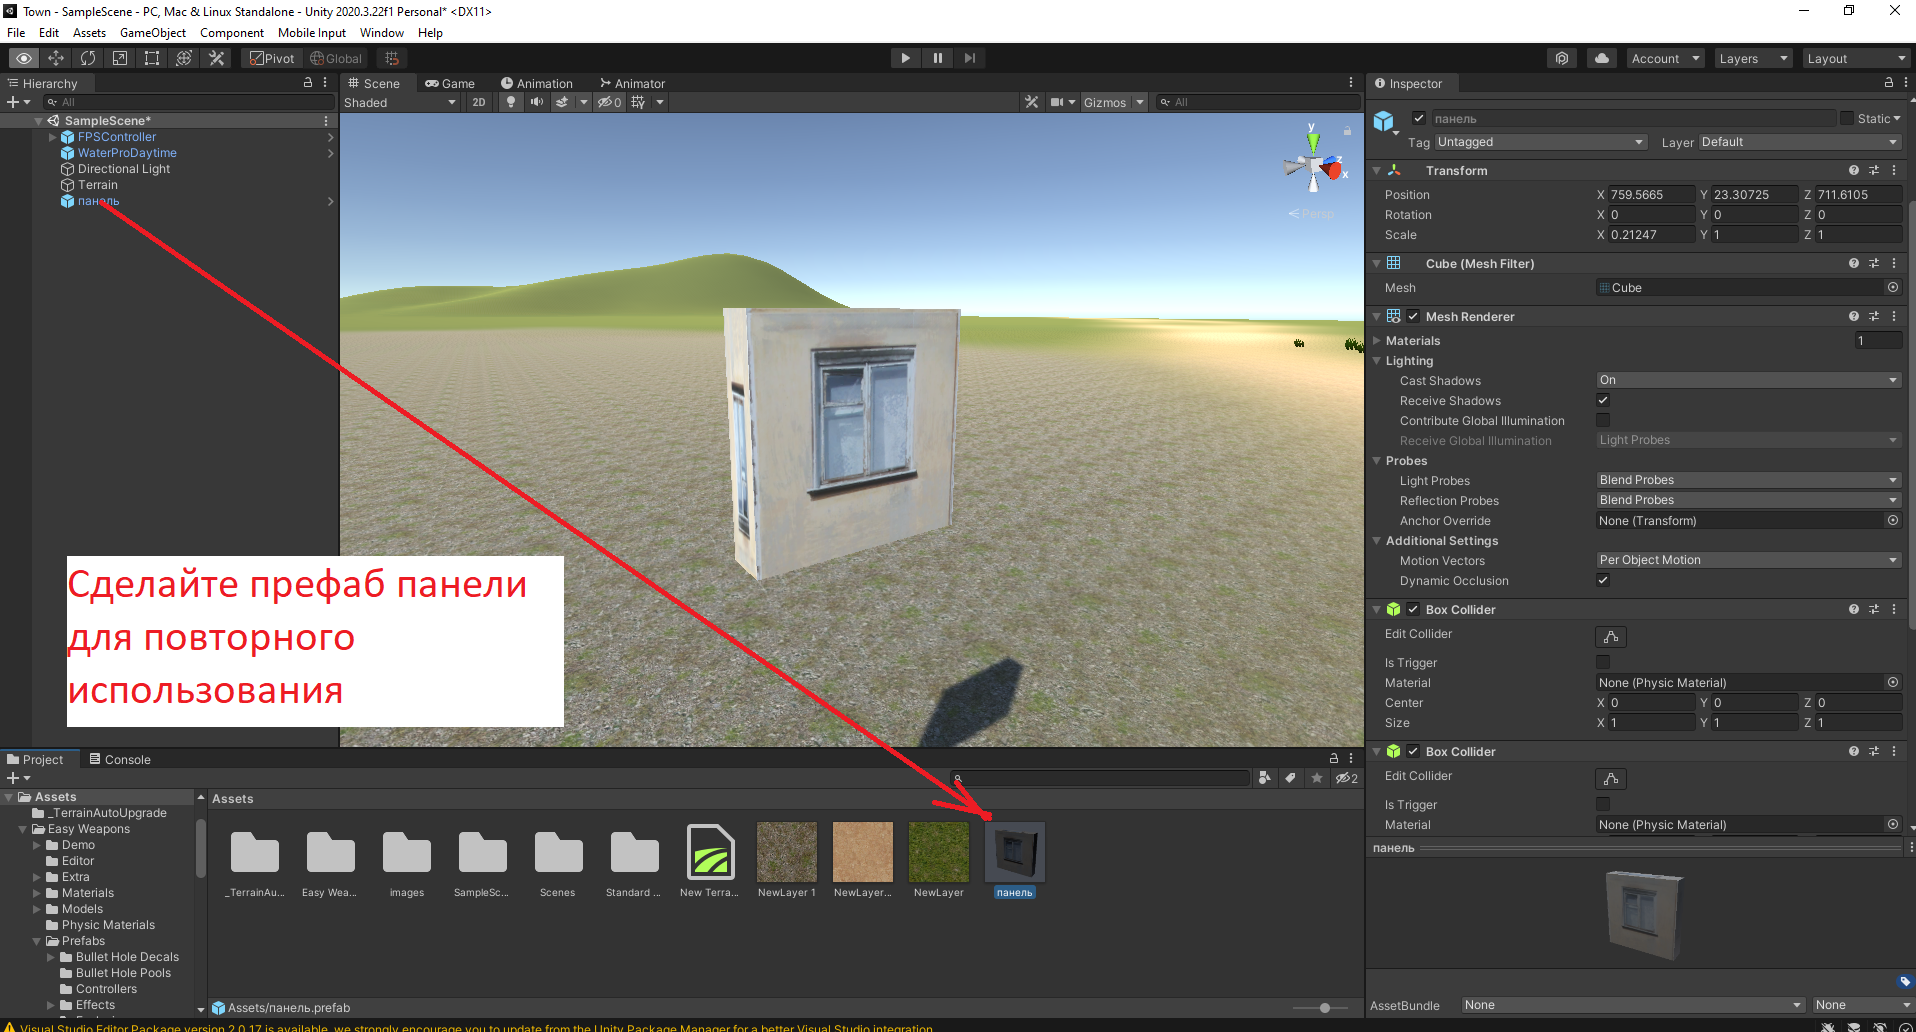 Town - SampleScene - PC, Mac & Linux Standalone - Unity 2020.3.22f1 Personal* <DX11>
File Edit Assets GameObject Component Mobile Input Window Help
Pivot Global Account Layers Layout
Hierarchy
All
SampleScene*
FPSController
WaterProDaytime
Directional Light
Terrain
панель
Scene Game Animation Animator
Shaded 2D 0 Gizmos All
y
z
x
Persp
Сделайте префаб панели
для повторного
использования
Inspector
панель Static
Tag Untagged Layer Default
Transform
Position X 759.5665 Y 23.30725 Z 711.6105
Rotation X 0 Y 0 Z 0
Scale X 0.21247 Y 1 Z 1
Cube (Mesh Filter)
Mesh Cube
Mesh Renderer
Materials 1
Lighting
Cast Shadows On
Receive Shadows
Contribute Global Illumination
Receive Global Illumination Light Probes
Probes
Light Probes Blend Probes
Reflection Probes Blend Probes
Anchor Override None (Transform)
Additional Settings
Motion Vectors Per Object Motion
Dynamic Occlusion
Box Collider
Edit Collider
Is Trigger
Material None (Physic Material)
Center X 0 Y 0 Z 0
Size X 1 Y 1 Z 1
Box Collider
Edit Collider
Is Trigger
Material None (Physic Material)
панель
AssetBundle None None
Project Console
2
Assets
_TerrainAutoUpgrade
Easy Weapons
Demo
Editor
Extra
Materials
Models
Physic Materials
Prefabs
Bullet Hole Decals
Bullet Hole Pools
Controllers
Effects
Assets
_TerrainAu... Easy Wea... images SampleSc... Scenes Standard ... New Terra... NewLayer 1 NewLayer... NewLayer панель
Assets/панель.prefab
Visual Studio Editor Package version 2.0.17 is available, we strongly encourage you to update from the Unity Package Manager for a better Visual Studio integration